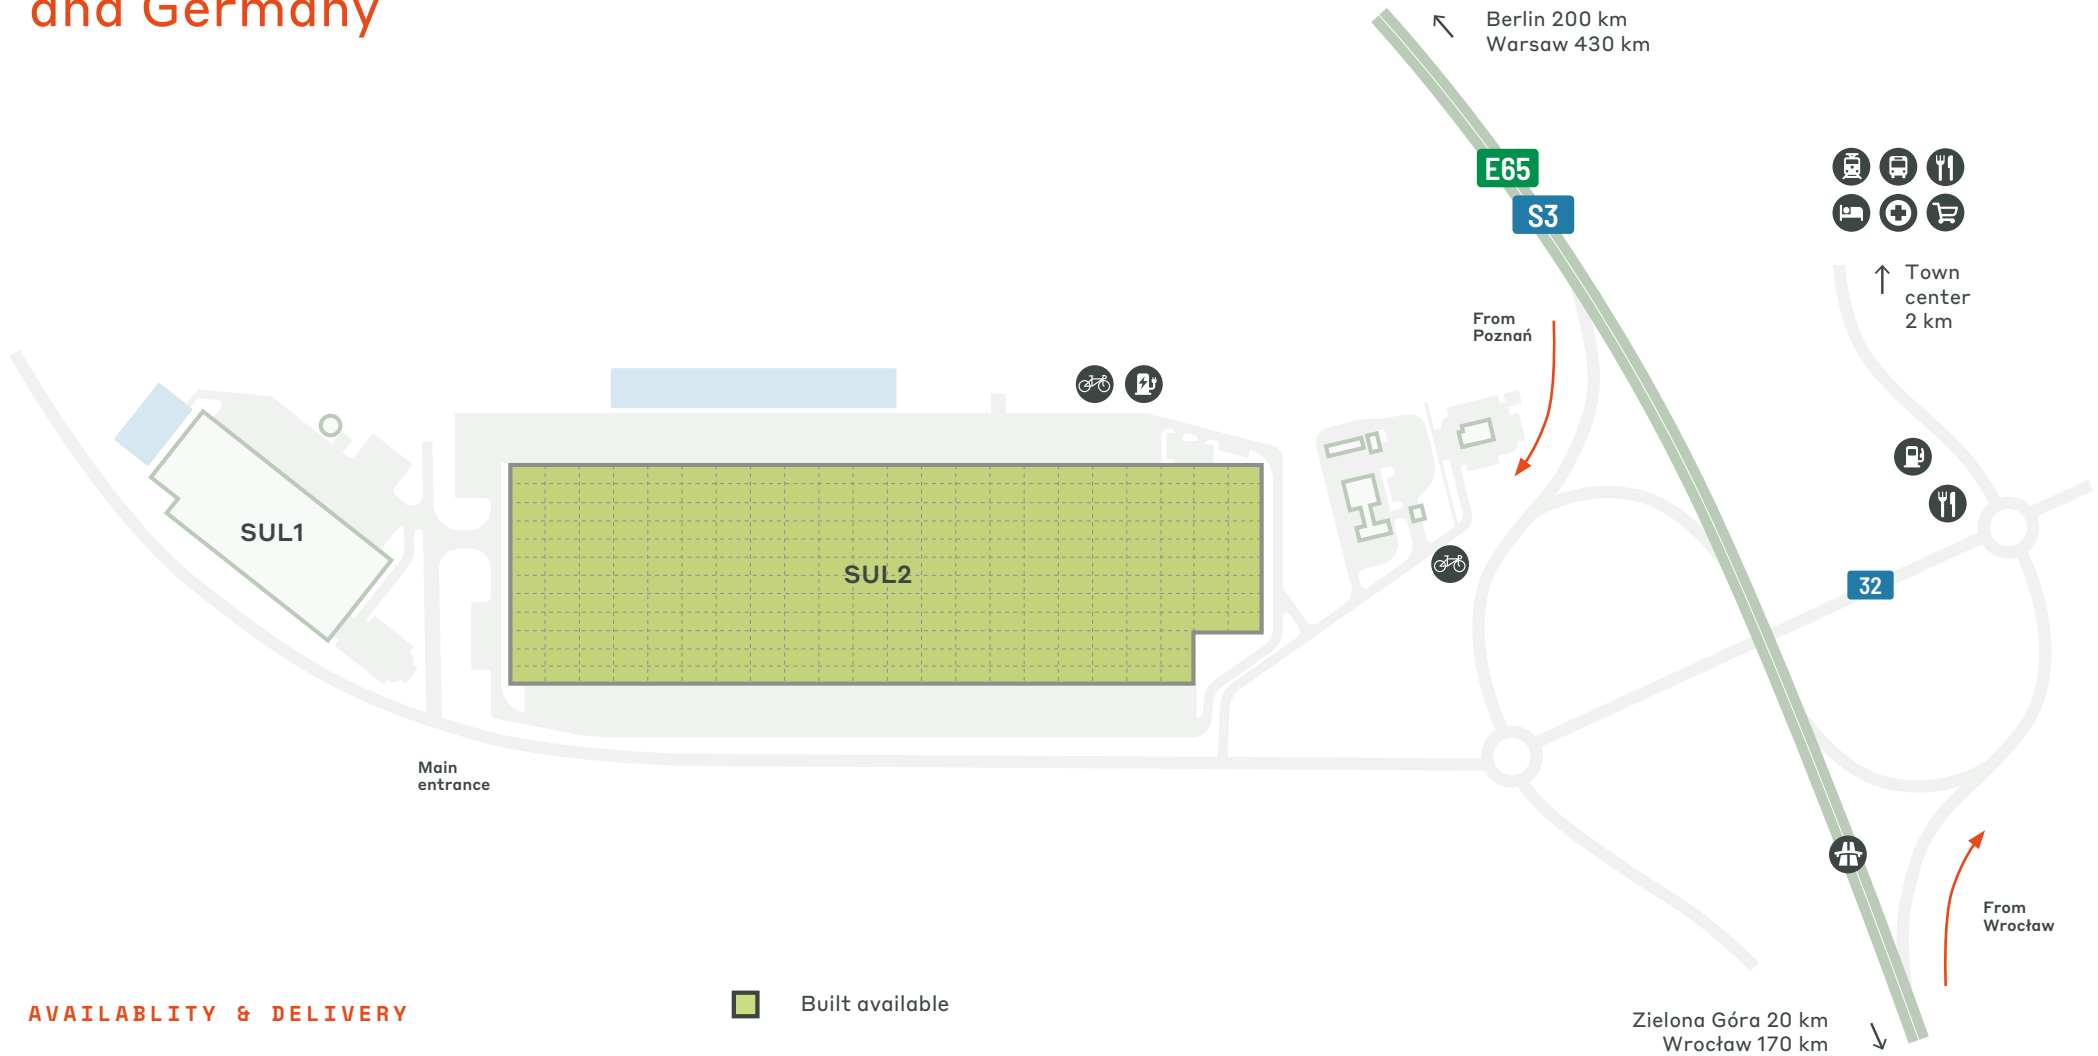 and Germany
Berlin 200 km
Warsaw 430 km
E65
S3
Town
center
2 km
From
Poznań
SUL1
SUL2
32
Main
entrance
From
Wrocław
AVAILABLITY & DELIVERY
Built available
Zielona Góra 20 km
Wrocław 170 km